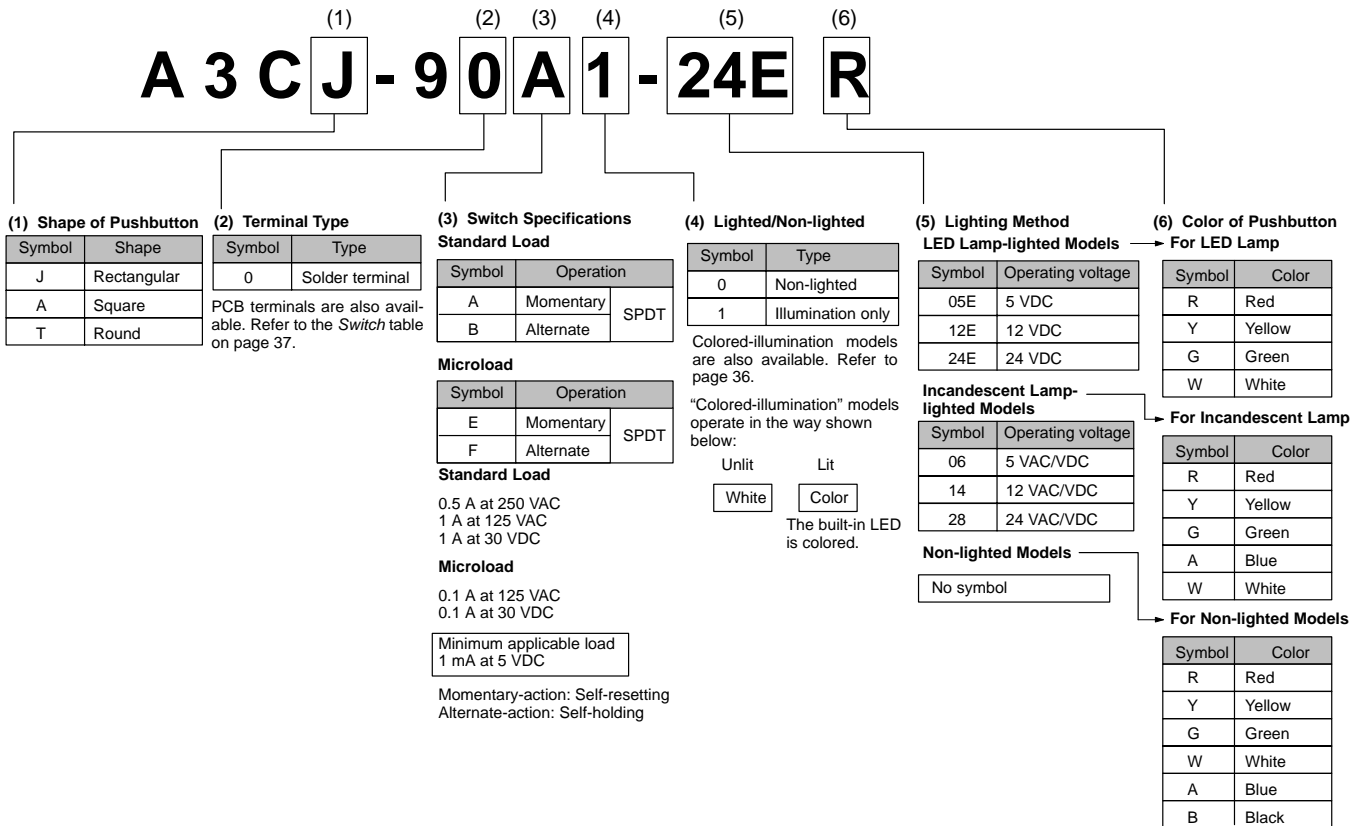 (1) (2) (3) (4) (5) (6)
A 3 C J - 9 0 A 1 - 24E R
(1) Shape of Pushbutton
Symbol Shape
J Rectangular
A Square
T Round
(2) Terminal Type
Symbol Type
0 Solder terminal
PCB terminals are also avail-
able. Refer to the Switch table
on page 37.
(3) Switch Specifications
Standard Load
Symbol Operation
A Momentary SPDT
B Alternate
Microload
Symbol Operation
E Momentary SPDT
F Alternate
Standard Load
0.5 A at 250 VAC
1 A at 125 VAC
1 A at 30 VDC
Microload
0.1 A at 125 VAC
0.1 A at 30 VDC
Minimum applicable load
1 mA at 5 VDC
Momentary-action: Self-resetting
Alternate-action: Self-holding
(4) Lighted/Non-lighted
Symbol Type
0 Non-lighted
1 Illumination only
Colored-illumination models
are also available. Refer to
page 36.
“Colored-illumination” models
operate in the way shown
below:
Unlit Lit
White Color
The built-in LED
is colored.
(5) Lighting Method
LED Lamp-lighted Models
Symbol Operating voltage
05E 5 VDC
12E 12 VDC
24E 24 VDC
Incandescent Lamp-
lighted Models
Symbol Operating voltage
06 5 VAC/VDC
14 12 VAC/VDC
28 24 VAC/VDC
Non-lighted Models
No symbol
(6) Color of Pushbutton
For LED Lamp
Symbol Color
R Red
Y Yellow
G Green
W White
For Incandescent Lamp
Symbol Color
R Red
Y Yellow
G Green
A Blue
W White
For Non-lighted Models
Symbol Color
R Red
Y Yellow
G Green
W White
A Blue
B Black